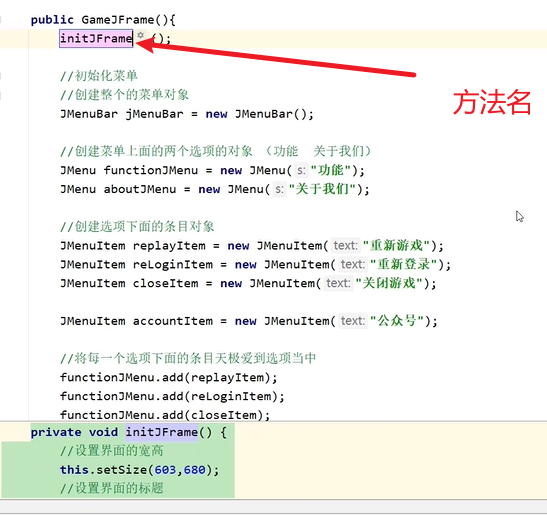 public GameJFrame(){
initJFrame();
方法名
//初始化菜单
//创建整个的菜单对象
JMenuBar jMenuBar = new JMenuBar();
//创建菜单上面的两个选项的对象 （功能  关于我们）
JMenu functionJMenu = new JMenu( s: "功能");
JMenu aboutJMenu = new JMenu( s: "关于我们");
//创建选项下面的条目对象
JMenuItem replayItem = new JMenuItem( text: "重新游戏");
JMenuItem reLoginItem = new JMenuItem( text: "重新登录");
JMenuItem closeItem = new JMenuItem( text: "关闭游戏");
JMenuItem accountItem = new JMenuItem( text: "公众号");
//将每一个选项下面的条目天极爱到选项当中
functionJMenu.add(replayItem);
functionJMenu.add(reLoginItem);
functionJMenu.add(closeItem);
private void initJFrame() {
//设置界面的宽高
this.setSize(603,680);
//设置界面的标题